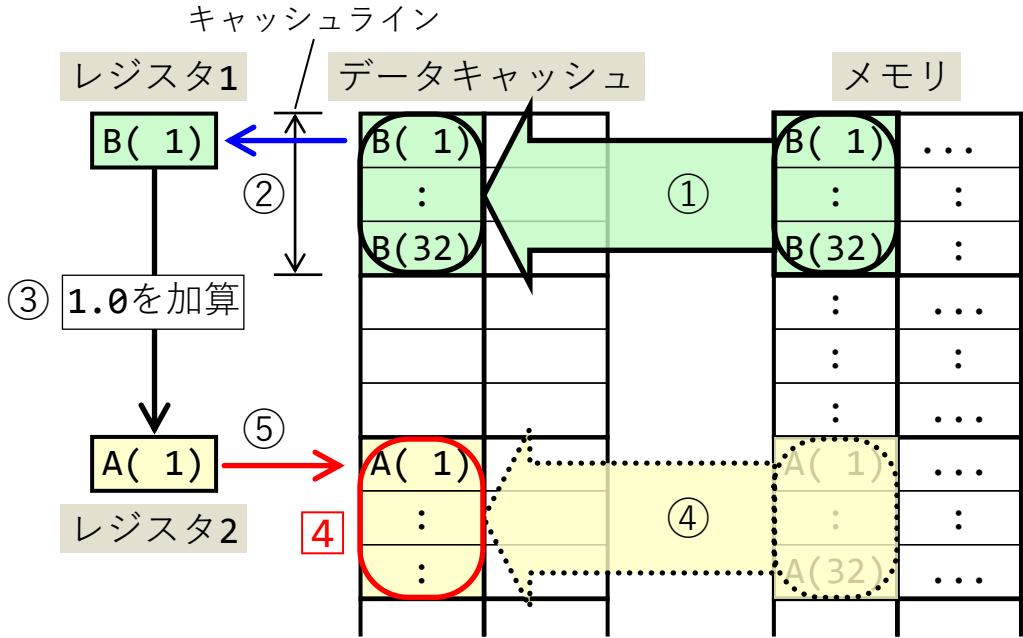 キャッシュライン
レジスタ1 データキャッシュ メモリ
B( 1) B( 1) B( 1) ...
② : ① : :
B(32) B(32) :
③ 1.0を加算 : ...
: :
: ...
⑤
A( 1) A( 1) A( 1) ...
レジスタ2 4 : ④ : :
: A(32) ...